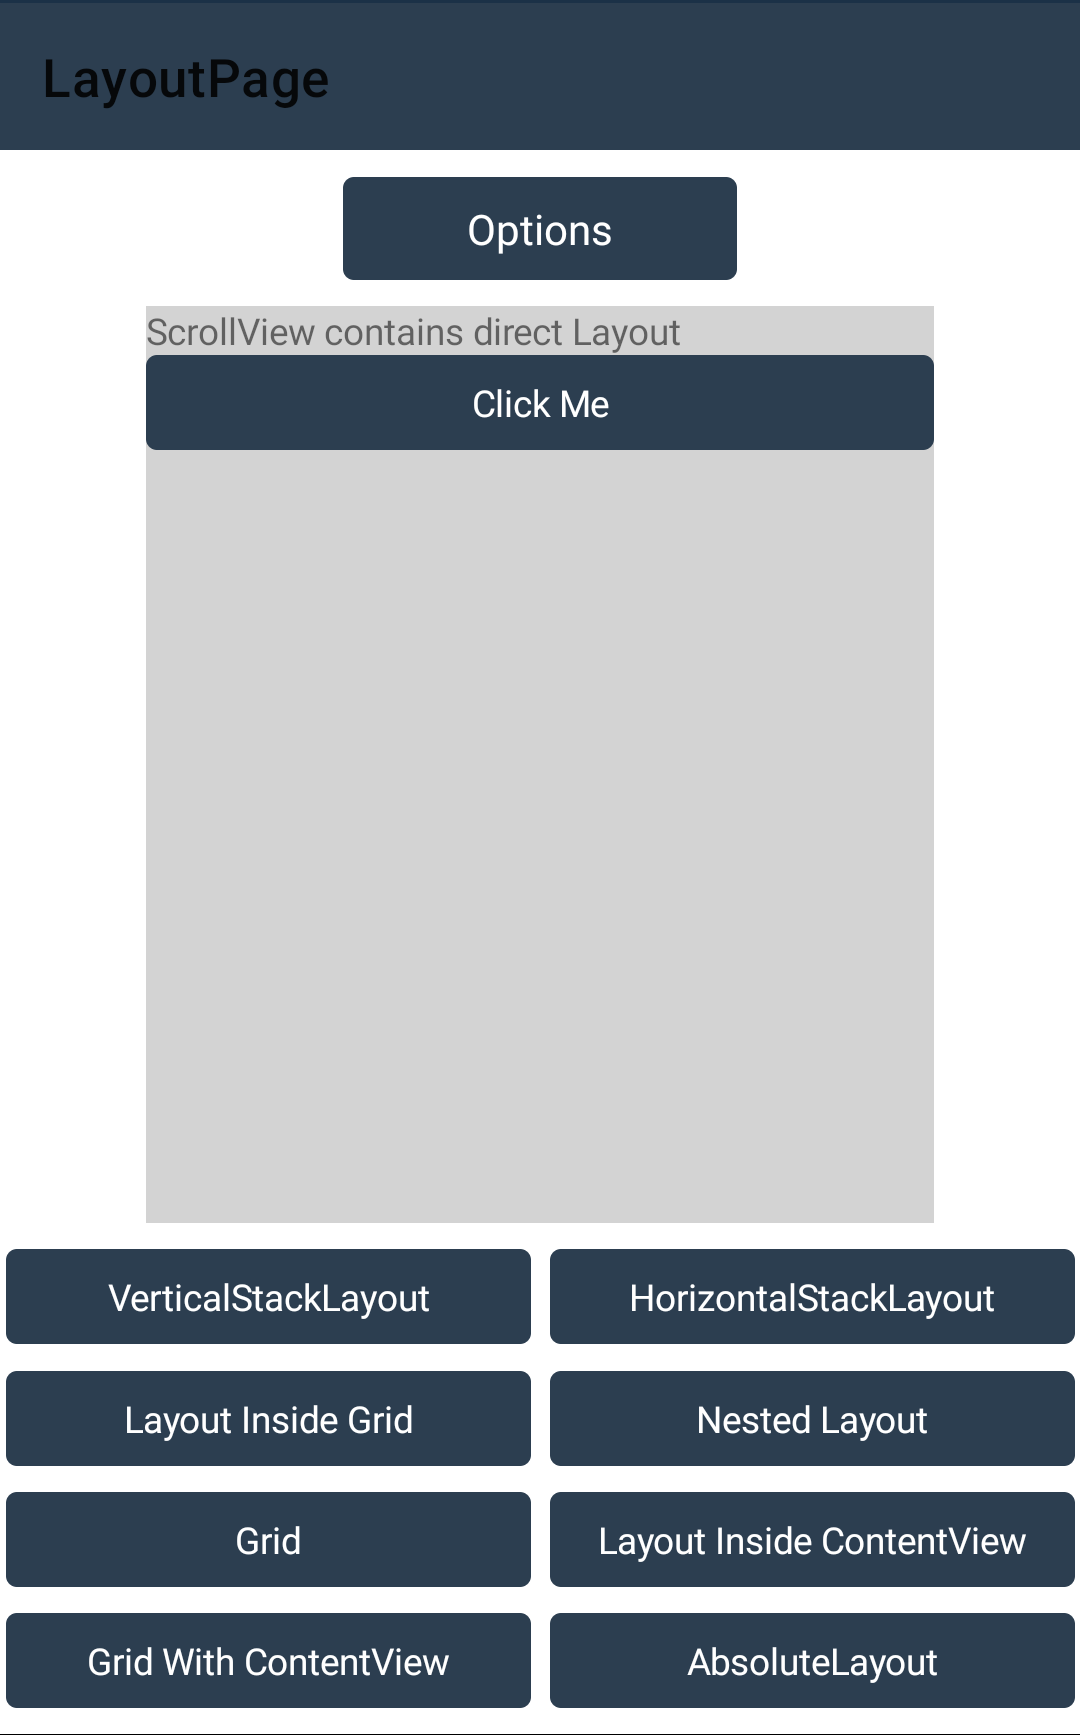 LayoutPage
Options
ScrollView contains direct Layout
Click Me
VerticalStackLayout
HorizontalStackLayout
Layout Inside Grid
Nested Layout
Grid
Layout Inside ContentView
Grid With ContentView
AbsoluteLayout